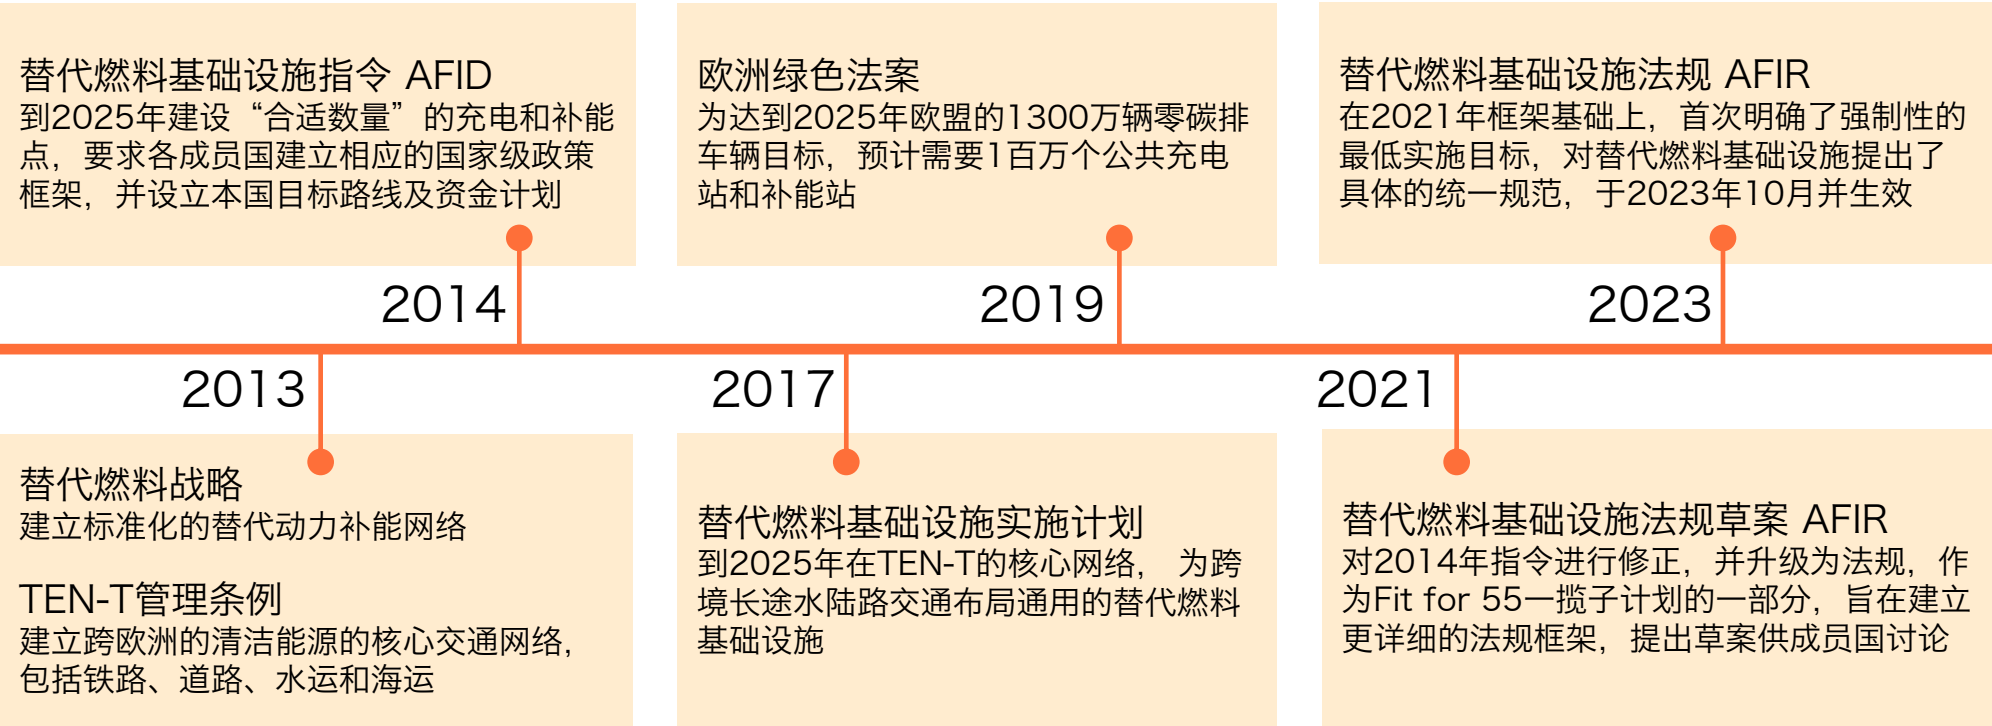 替代燃料基础设施指令 AFID
到2025年建设“合适数量”的充电和补能
点，要求各成员国建立相应的国家级政策
框架，并设立本国目标路线及资金计划
欧洲绿色法案
为达到2025年欧盟的1300万辆零碳排
车辆目标，预计需要1百万个公共充电
站和补能站
替代燃料基础设施法规 AFIR
在2021年框架基础上，首次明确了强制性的
最低实施目标，对替代燃料基础设施提出了
具体的统一规范，于2023年10月并生效
2014
2019
2023
2013
2017
2021
替代燃料战略
建立标准化的替代动力补能网络
TEN-T管理条例
建立跨欧洲的清洁能源的核心交通网络，
包括铁路、道路、水运和海运
替代燃料基础设施实施计划
到2025年在TEN-T的核心网络， 为跨
境长途水陆路交通布局通用的替代燃料
基础设施
替代燃料基础设施法规草案 AFIR
对2014年指令进行修正，并升级为法规，作
为Fit for 55一揽子计划的一部分，旨在建立
更详细的法规框架，提出草案供成员国讨论